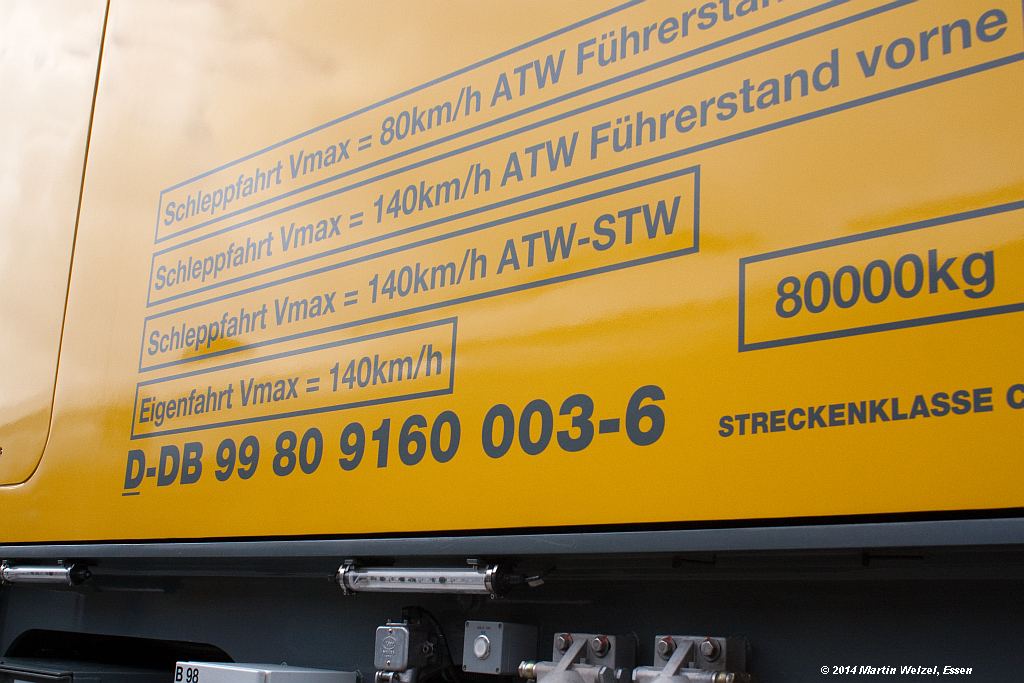 Schleppfahrt Vmax = 80km/h ATW
Schleppfahrt Vmax = 140km/h ATW Führerstand vorne
Schleppfahrt Vmax = 140km/h ATW-STW
Eigenfahrt Vmax = 140km/h
80000kg
D-DB 99 80 9160 003-6
STRECKENKLASSE C
B 98
© 2014 Martin Welzel, Essen